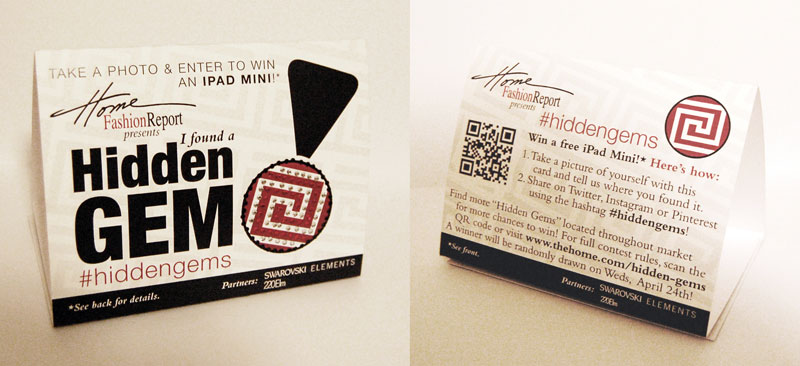 TAKE A PHOTO & ENTER TO WIN
AN IPAD MINI!*
Home
FashionReport
presents
I found a
Hidden
GEM
#hiddengems
*See back for details.
Partners: SWAROVSKI ELEMENTS
220Elm
Home
FashionReport
presents
#hiddengems
Win a free iPad Mini!* Here's how:
1. Take a picture of yourself with this
card and tell us where you found it.
2. Share on Twitter, Instagram or Pinterest
using the hashtag #hiddengems!
Find more "Hidden Gems" located throughout market
for more chances to win! For full contest rules, scan the
QR code or visit www.thehome.com/hidden-gems
A winner will be randomly drawn on Weds, April 24th!
*See front.
Partners: SWAROVSKI ELEMENTS
220Elm